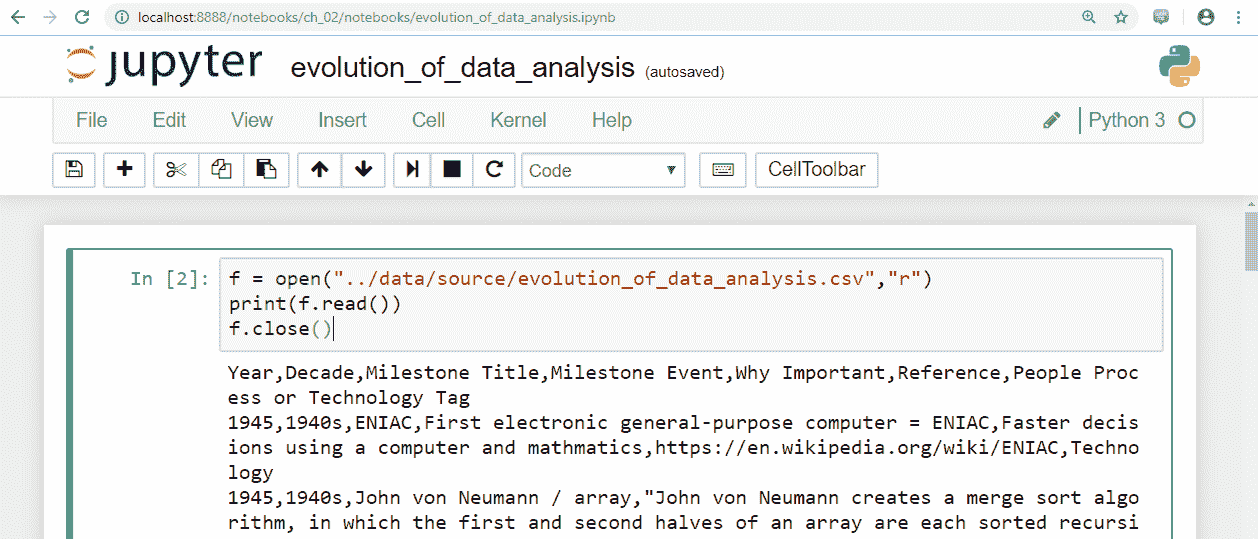 localhost:8888/notebooks/ch_02/notebooks/evolution_of_data_analysis.ipynb
jupyter evolution_of_data_analysis (autosaved)
File Edit View Insert Cell Kernel Help Python 3
Code CellToolbar
In [2]: f = open("../data/source/evolution_of_data_analysis.csv","r")
print(f.read())
f.close()
Year,Decade,Milestone Title,Milestone Event,Why Important,Reference,People Proc
ess or Technology Tag
1945,1940s,ENIAC,First electronic general-purpose computer = ENIAC,Faster decis
ions using a computer and mathmatics,https://en.wikipedia.org/wiki/ENIAC,Techno
logy
1945,1940s,John von Neumann / array,"John von Neumann creates a merge sort algo
rithm, in which the first and second halves of an array are each sorted recursi